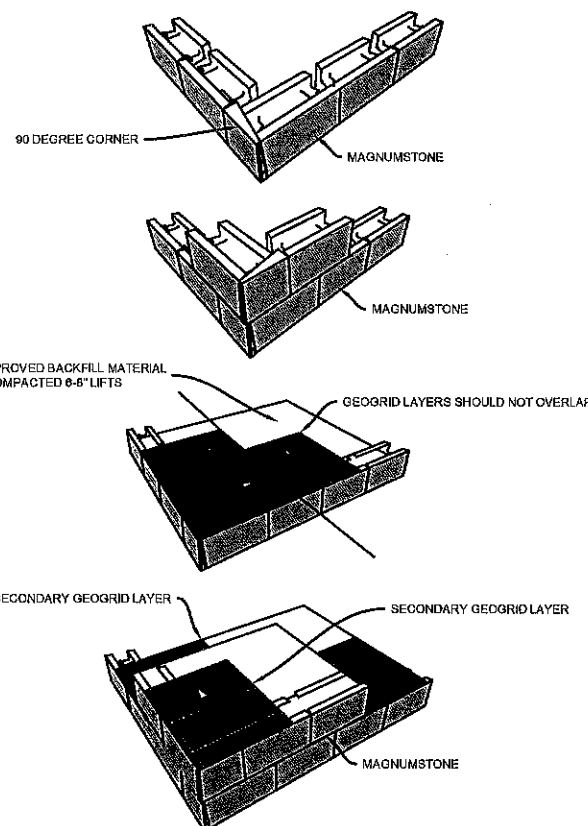 90 DEGREE CORNER
MAGNUMSTONE
MAGNUMSTONE
PROVED BACKFILL MATERIAL
OMPACTED 6-8" LIFTS
GEOGRID LAYERS SHOULD NOT OVERLAP
SECONDARY GEOGRID LAYER
SECONDARY GEOGRID LAYER
MAGNUMSTONE